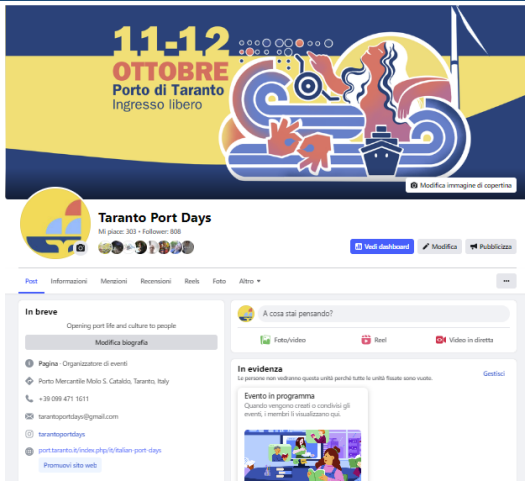 11-12
OTTOBRE
Porto di Taranto
Ingresso libero
Modifica immagine di copertina
Taranto Port Days
Mi piace: 303 • Follower: 808
Vedi dashboard
Modifica
Pubblicizza
Post
Informazioni
Menzioni
Recensioni
Reels
Foto
Altro
In breve
Opening port life and culture to people
Modifica biografia
Pagina · Organizzatore di eventi
Porto Mercantile Molo S. Cataldo, Taranto, Italy
+39 099 471 1611
tarantoportdays@gmail.com
tarantoportdays
port.taranto.it/index.php/it/italian-port-days
Promuovi sito web
A cosa stai pensando?
Foto/video
Reel
Video in diretta
In evidenza
Le persone non vedranno questa unità perché tutte le unità fissate sono vuote.
Gestisci
Evento in programma
Quando vengono creati o condivisi gli
eventi, i membri li visualizzano qui.